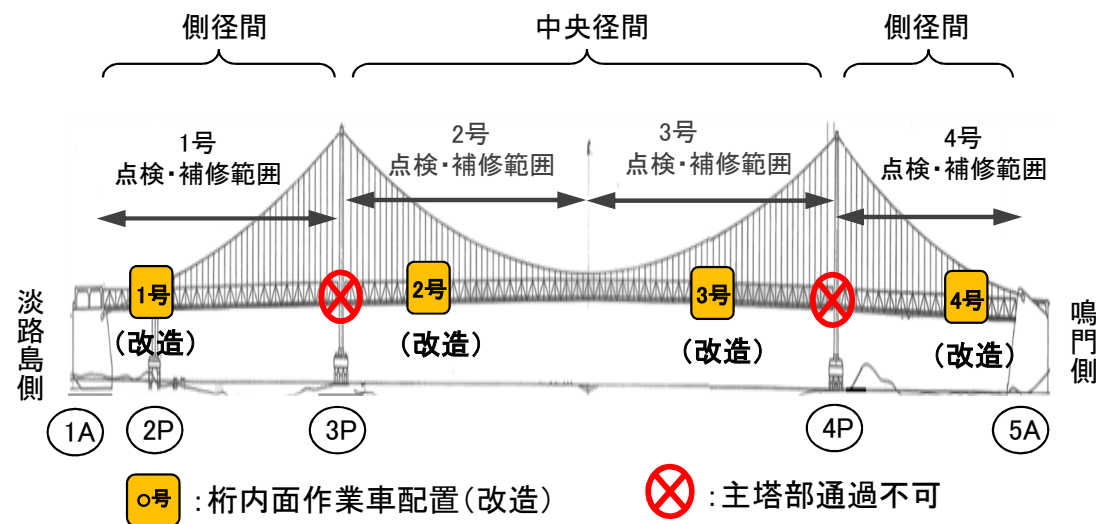 側径間
中央径間
側径間
1号
点検・補修範囲
2号
点検・補修範囲
3号
点検・補修範囲
4号
点検・補修範囲
淡路島側
1号
(改造)
2号
(改造)
3号
(改造)
4号
(改造)
鳴門側
1A
2P
3P
4P
5A
○号
:桁内面作業車配置(改造)
:主塔部通過不可